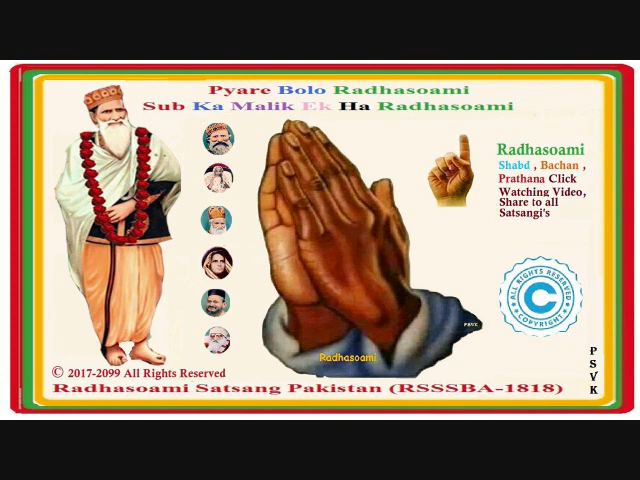 Pyare Bolo Radhasoami
Sub Ka Malik Ek Ha Radhasoami
Radhasoami
Shabd , Bachan ,
Prathana Click
Watching Video,
Share to all
Satsangi's
ALL RIGHTS RESERVED
C
COPYRIGHT
PSVK
Radhasoami
© 2017-2099 All Rights Reserved
Radhasoami Satsang Pakistan (RSSSBA-1818)
P
S
V
K